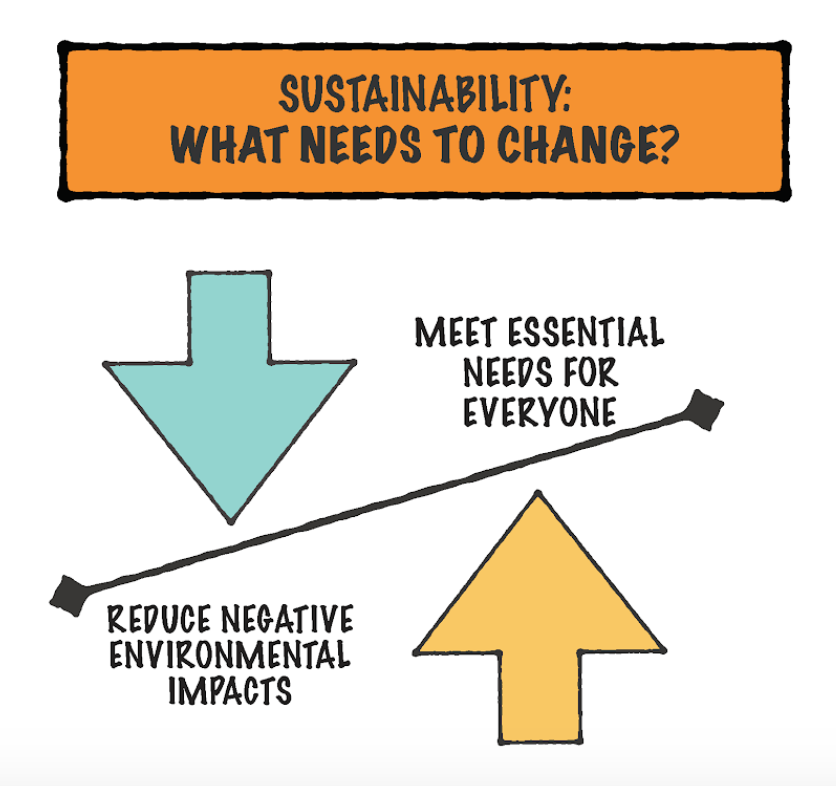 SUSTAINABILITY:
WHAT NEEDS TO CHANGE?
MEET ESSENTIAL
NEEDS FOR
EVERYONE
REDUCE NEGATIVE
ENVIRONMENTAL
IMPACTS